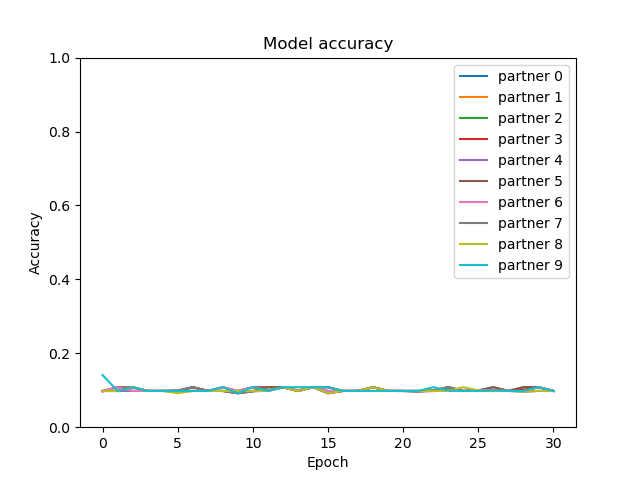 Model accuracy
1.0
0.8
0.6
0.4
0.2
0.0
Accuracy
0 5 10 15 20 25 30
Epoch
partner 0
partner 1
partner 2
partner 3
partner 4
partner 5
partner 6
partner 7
partner 8
partner 9